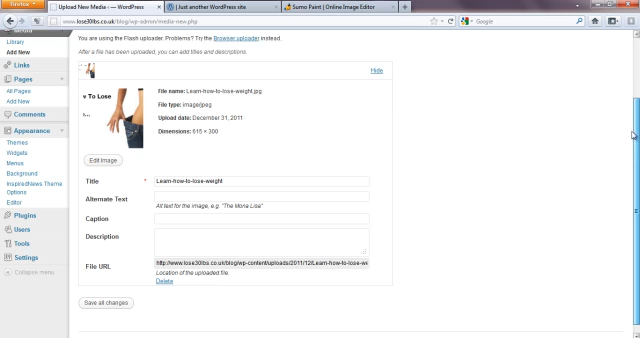 Firefox
Upload New Media ‹ — WordPress
| Just another WordPress site
Sumo Paint | Online Image Editor
www.lose30lbs.co.uk/blog/wp-admin/media-new.php
Google
Media
Library
Add New
Links
Pages
All Pages
Add New
Comments
Appearance
Themes
Widgets
Menus
Background
InspiredNews Theme
Options
Editor
Plugins
Users
Tools
Settings
Collapse menu
You are using the Flash uploader. Problems? Try the Browser uploader instead.
After a file has been uploaded, you can add titles and descriptions.
Hide
To Lose
File name: Learn-how-to-lose-weight.jpg
File type: image/jpeg
Upload date: December 31, 2011
Dimensions: 615 × 300
Edit Image
Title * Learn-how-to-lose-weight
Alternate Text
Alt text for the image, e.g. "The Mona Lisa"
Caption
Description
File URL http://www.lose30lbs.co.uk/blog/wp-content/uploads/2011/12/Learn-how-to-lose-we
Location of the uploaded file.
Delete
Save all changes